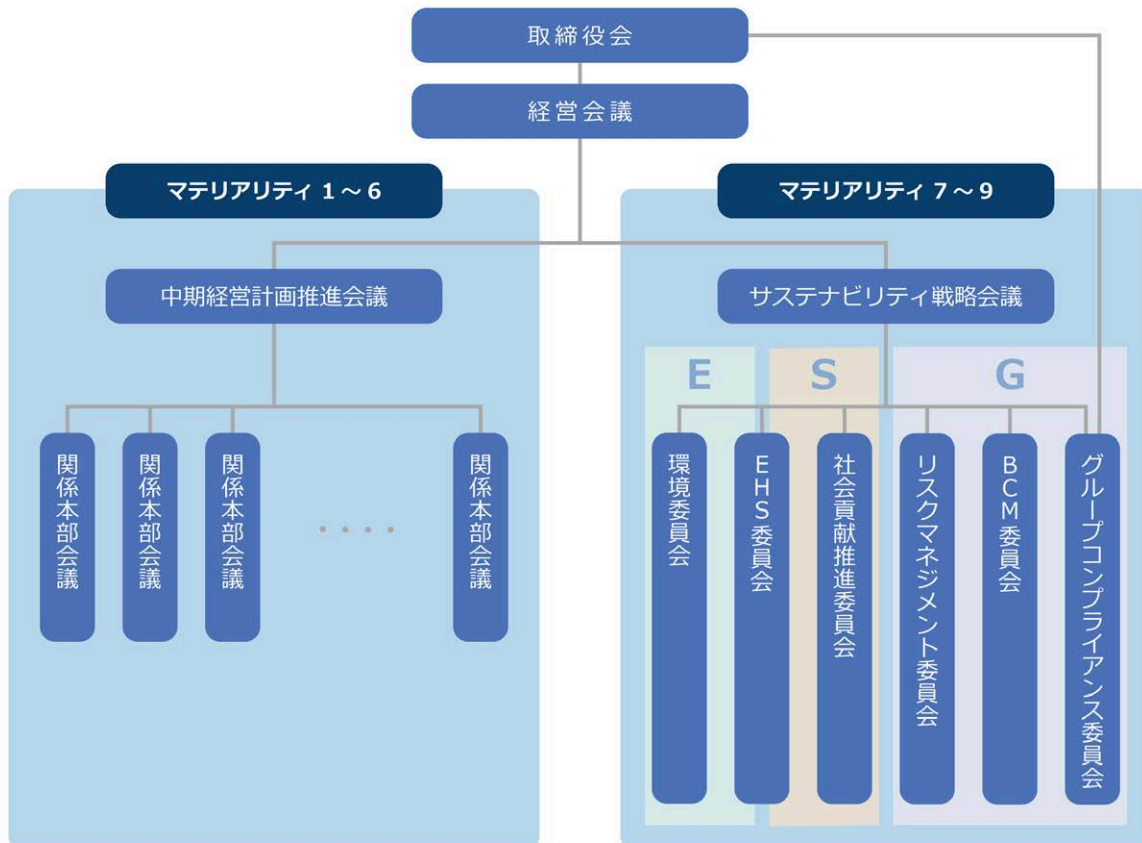 取締役会
経営会議
マテリアリティ 1～6
マテリアリティ 7～9
中期経営計画推進会議
サステナビリティ戦略会議
E
S
G
関係本部会議
関係本部会議
関係本部会議
・・・・
関係本部会議
環境委員会
EHS委員会
社会貢献推進委員会
リスクマネジメント委員会
BCM委員会
グループコンプライアンス委員会